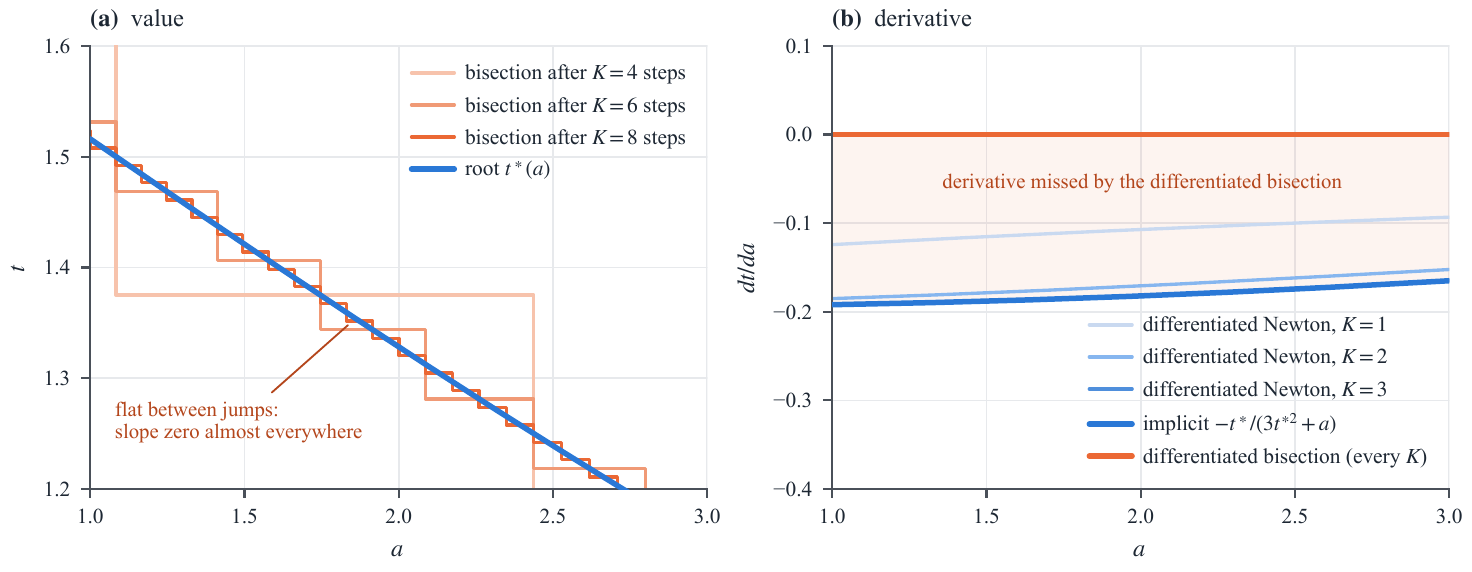 (a) value
1.6
1.5
1.4
1.3
1.2
t
1.0
1.5
2.0
2.5
3.0
a
bisection after K = 4 steps
bisection after K = 6 steps
bisection after K = 8 steps
root t*(a)
flat between jumps:
slope zero almost everywhere
(b) derivative
0.1
0.0
−0.1
−0.2
−0.3
−0.4
dt/da
1.0
1.5
2.0
2.5
3.0
a
derivative missed by the differentiated bisection
differentiated Newton, K = 1
differentiated Newton, K = 2
differentiated Newton, K = 3
implicit −t*/(3t*² + a)
differentiated bisection (every K)